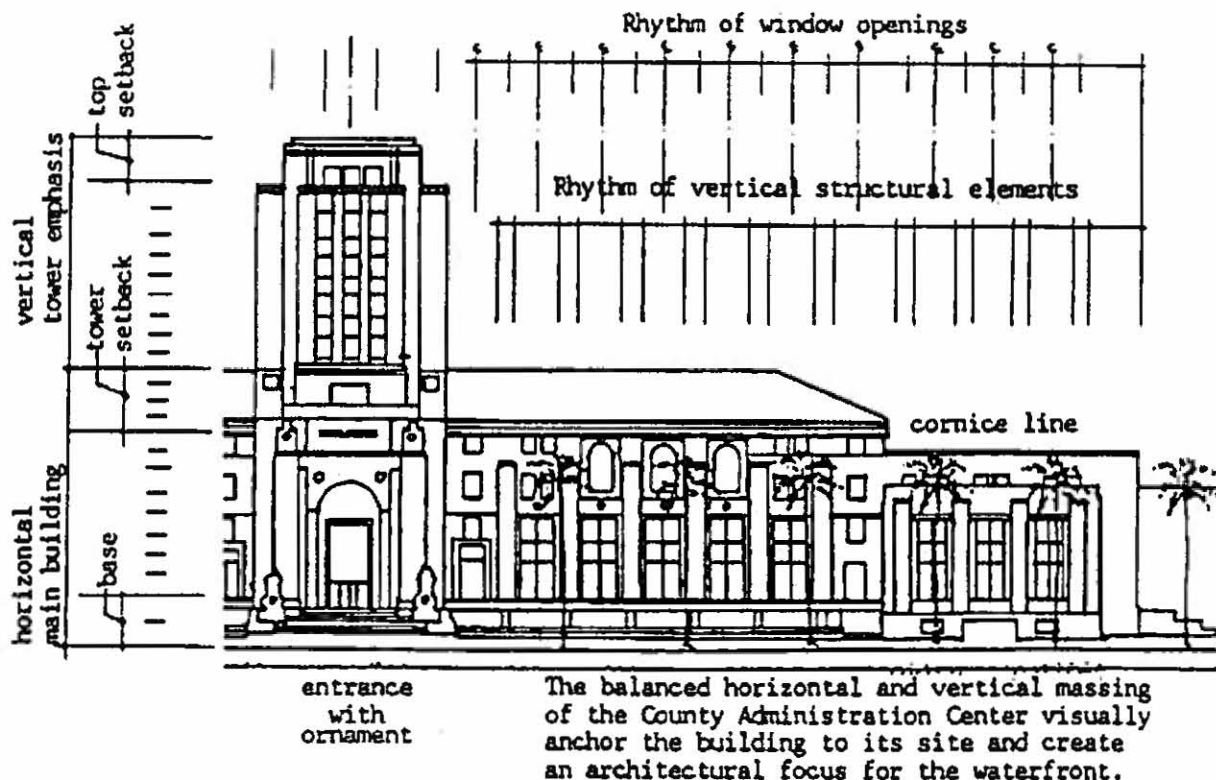 Rhythm of window openings
top
setback
Rhythm of vertical structural elements
vertical
tower emphasis
tower
setback
cornice line
horizontal
main building
base
entrance
with
ornament
The balanced horizontal and vertical massing
of the County Administration Center visually
anchor the building to its site and create
an architectural focus for the waterfront.